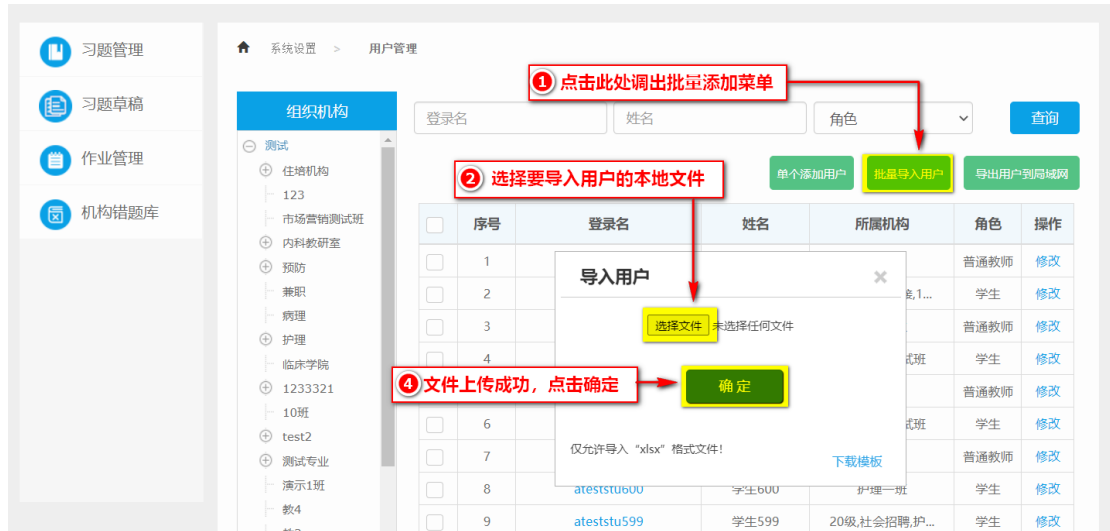 习题管理
习题草稿
作业管理
机构错题库
系统设置 > 用户管理
① 点击此处调出批量添加菜单
组织机构
登录名 姓名 角色 查询
② 选择要导入用户的本地文件
单个添加用户 批量导入用户 导出用户到局域网
测试
住培机构
123
市场营销测试班
内科教研室
预防
兼职
病理
护理
临床学院
1233321
10班
test2
测试专业
演示1班
教4
序号 登录名 姓名 所属机构 角色 操作
1 普通教师 修改
2 ,1... 学生 修改
3 普通教师 修改
4 试班 学生 修改
普通教师 修改
6 试班 学生 修改
7 普通教师 修改
8 ateststu600 学生600 护理一班 学生 修改
9 ateststu599 学生599 20级,社会招聘,护... 学生 修改
导入用户 ×
选择文件 未选择任何文件
④ 文件上传成功，点击确定
确定
仅允许导入“xlsx”格式文件!
下载模板